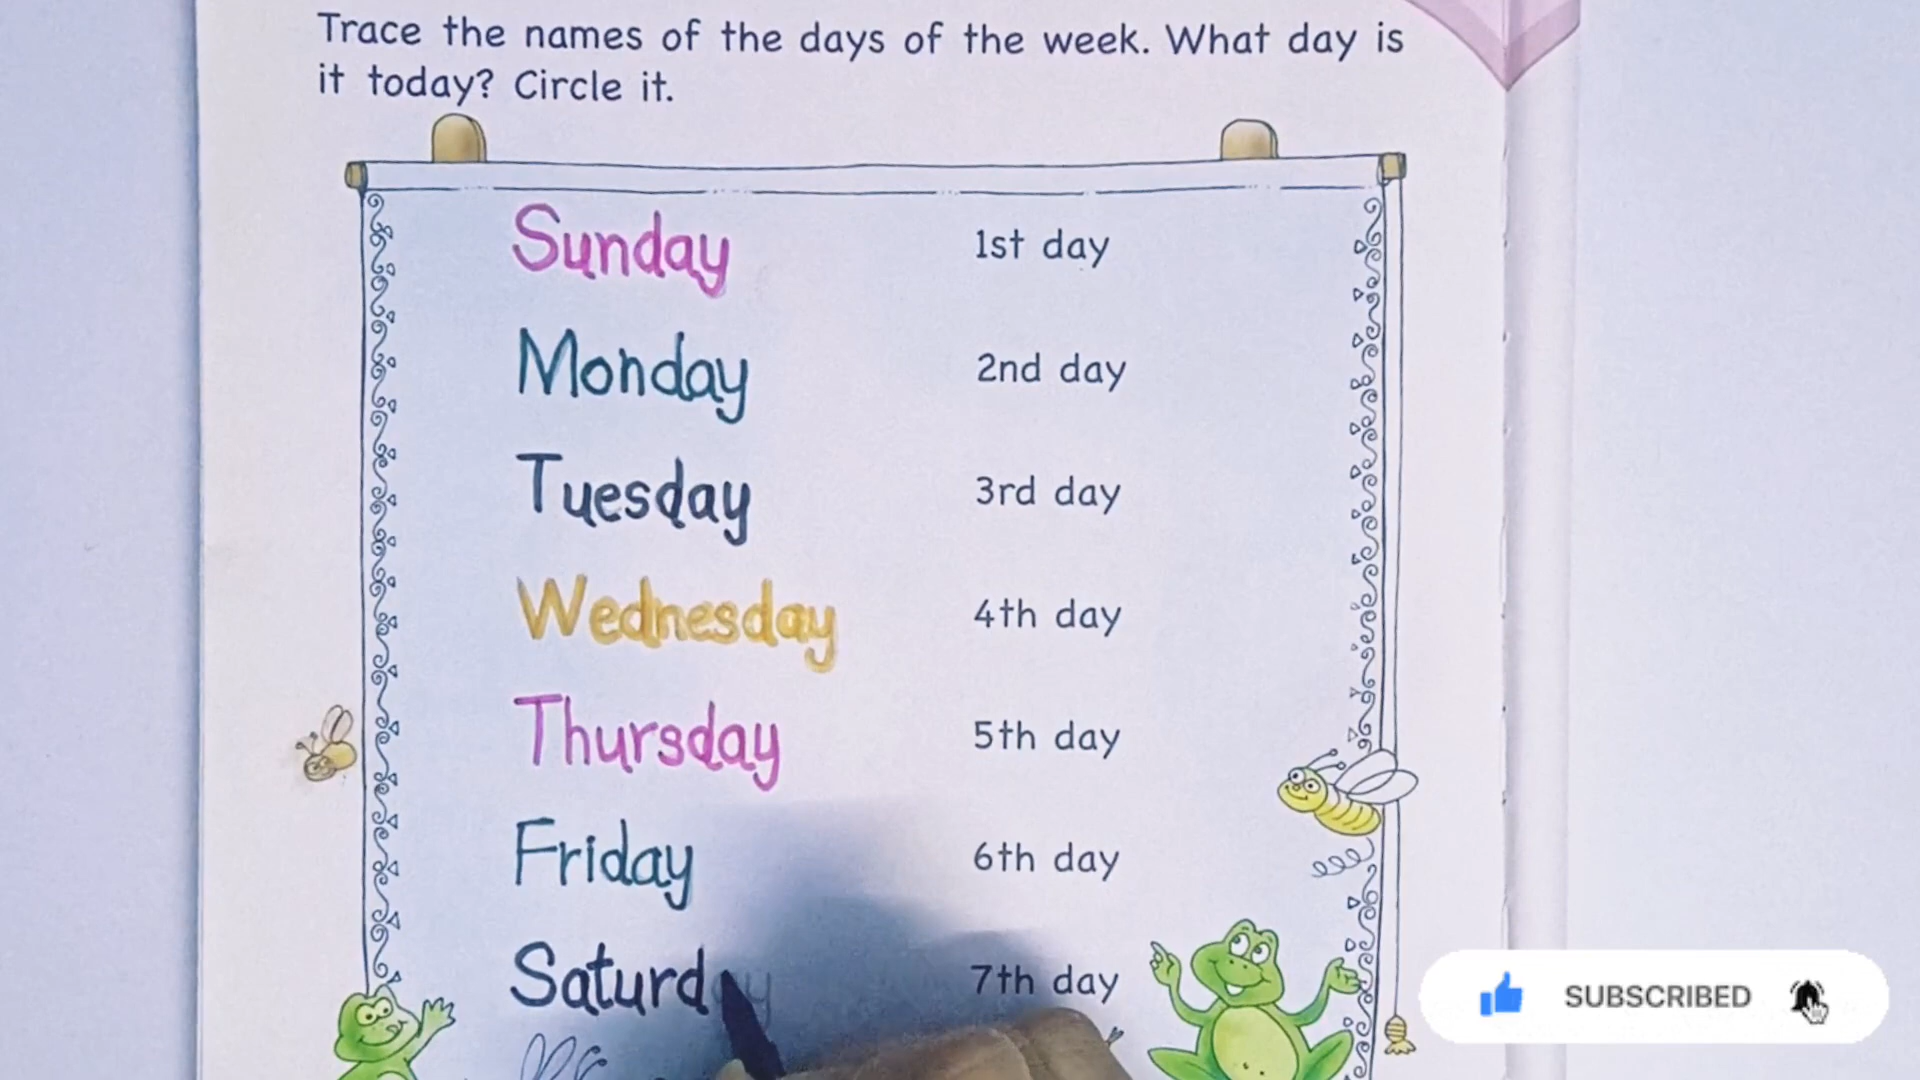 Trace the names of the days of the week. What day is
it today? Circle it.
Sunday 1st day
Monday 2nd day
Tuesday 3rd day
Wednesday 4th day
Thursday 5th day
Friday 6th day
Saturday 7th day
SUBSCRIBED